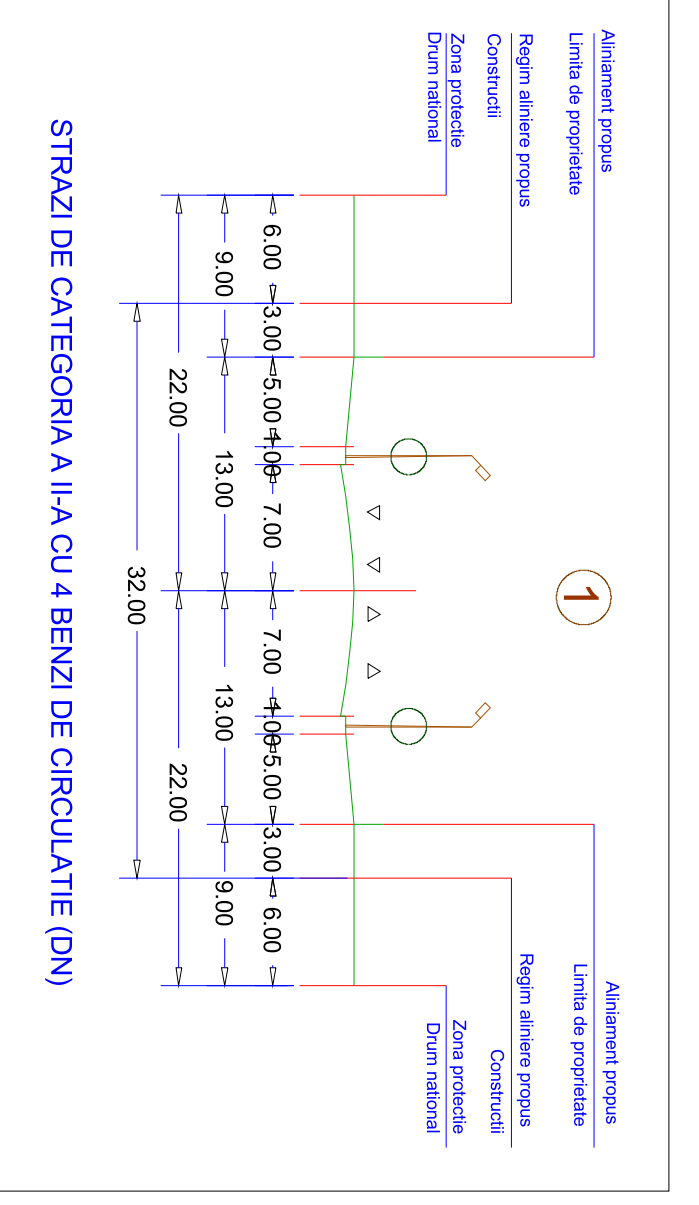 Aliniament propus
Limita de proprietate
Regim aliniere propus
Constructii
Zona protectie
Drum national
Aliniament propus
Limita de proprietate
Regim aliniere propus
Constructii
Zona protectie
Drum national
1
6.00 3.00 5.00 1.00 7.00 7.00 1.00 5.00 3.00 6.00
9.00 13.00 13.00 9.00
22.00 22.00
32.00
STRAZI DE CATEGORIA A II-A CU 4 BENZI DE CIRCULATIE (DN)